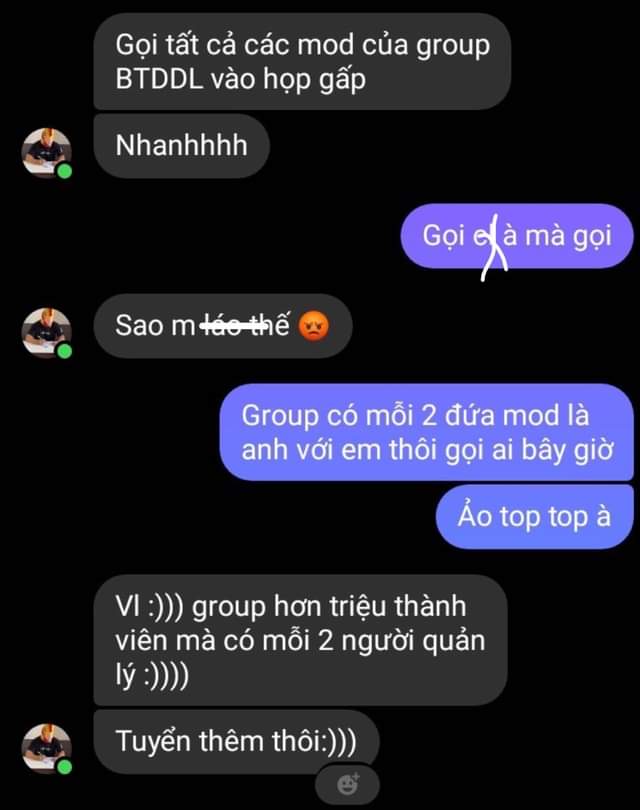 Gọi tất cả các mod của group
BTDDL vào họp gấp
Nhanhhhh
Gọi à mà gọi
Sao m láo thế
Group có mỗi 2 đứa mod là
anh với em thôi gọi ai bây giờ
Ảo top top à
Vl :))) group hơn triệu thành
viên mà có mỗi 2 người quản
lý :))))
Tuyển thêm thôi:)))